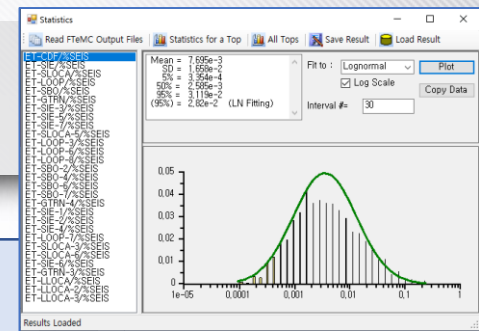 Statistics
Read FTeMC Output Files
Statistics for a Top
All Tops
Save Result
Load Result
ET-CDF/%SEIS
ET-SIE/%SEIS
ET-SLOCA/%SEIS
ET-LOOP/%SEIS
ET-SBO/%SEIS
ET-GTRN/%SEIS
ET-SIE-3/%SEIS
ET-SIE-5/%SEIS
ET-SIE-7/%SEIS
ET-SLOCA-5/%SEIS
ET-LOOP-3/%SEIS
ET-LOOP-6/%SEIS
ET-LOOP-8/%SEIS
ET-SBO-2/%SEIS
ET-SBO-4/%SEIS
ET-SBO-6/%SEIS
ET-SBO-7/%SEIS
ET-GTRN-4/%SEIS
ET-SIE-1/%SEIS
ET-SIE-2/%SEIS
ET-SIE-4/%SEIS
ET-LOOP-7/%SEIS
ET-SLOCA-3/%SEIS
ET-SLOCA-6/%SEIS
ET-SIE-6/%SEIS
ET-GTRN-3/%SEIS
ET-LLOCA/%SEIS
ET-LLOCA-2/%SEIS
ET-LLOCA-3/%SEIS
Mean = 7,695e-3
SD = 1,658e-2
5% = 3,354e-4
50% = 2,585e-3
95% = 3,119e-2
(95%) = 2,82e-2 (LN Fitting)
Fit to :
Lognormal
Plot
Log Scale
Copy Data
Interval #=
30
0,05
0,04
0,03
0,02
0,01
0
1e-05
0,0001
0,001
0,01
0,1
1
Results Loaded